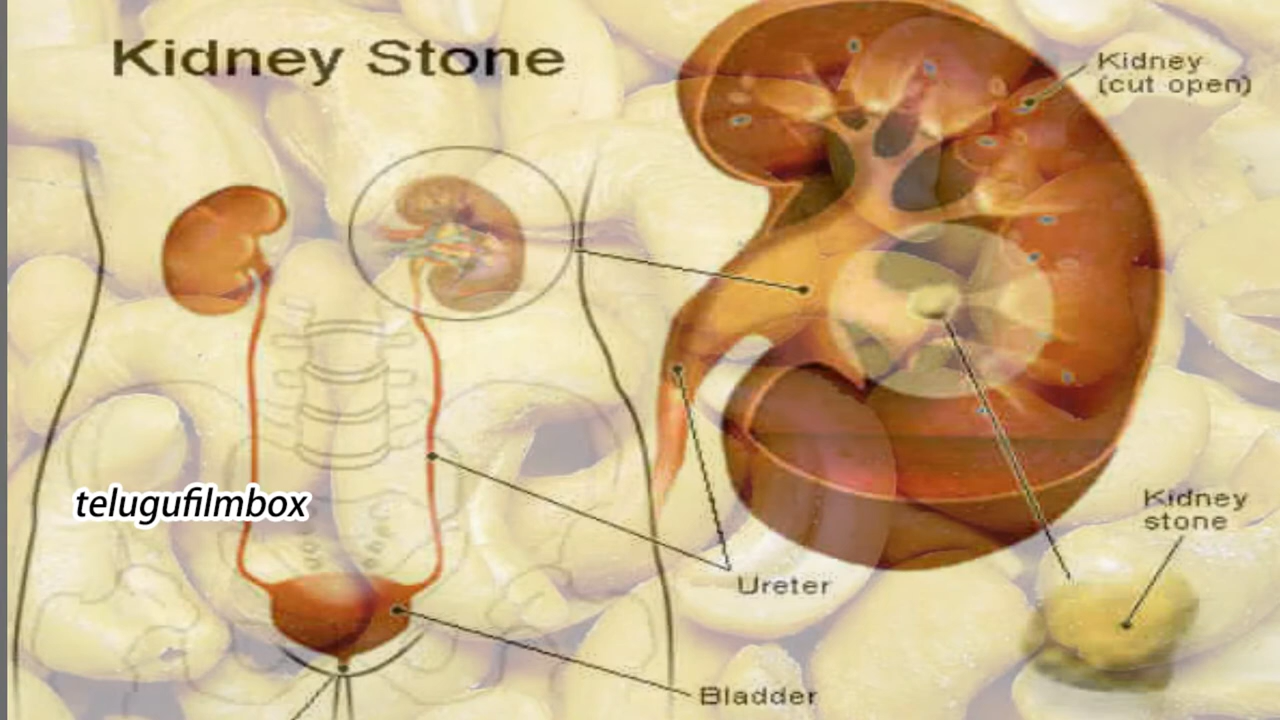 Kidney Stone
Kidney
(cut open)
telugufilmbox
Kidney
stone
Ureter
Bladder